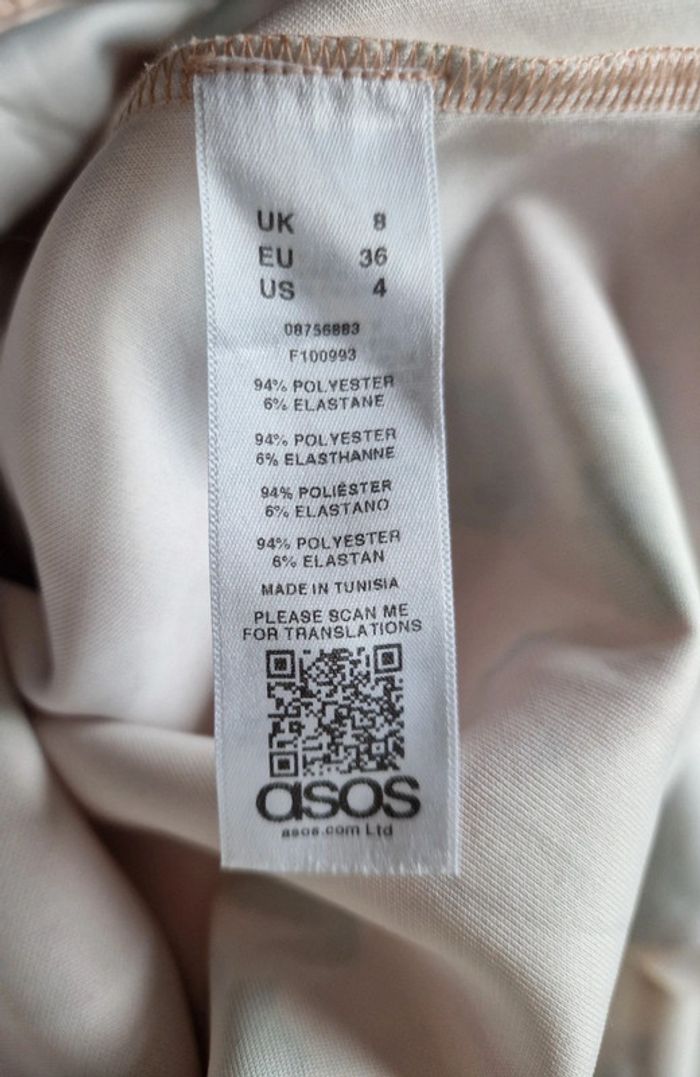 UK 8
EU 36
US 4
08756883
F100993
94% POLYESTER
6% ELASTANE
94% POLYESTER
6% ELASTHANNE
94% POLIËSTER
6% ELASTANO
94% POLYESTER
6% ELASTAN
MADE IN TUNISIA
PLEASE SCAN ME
FOR TRANSLATIONS
asos
asos.com Ltd